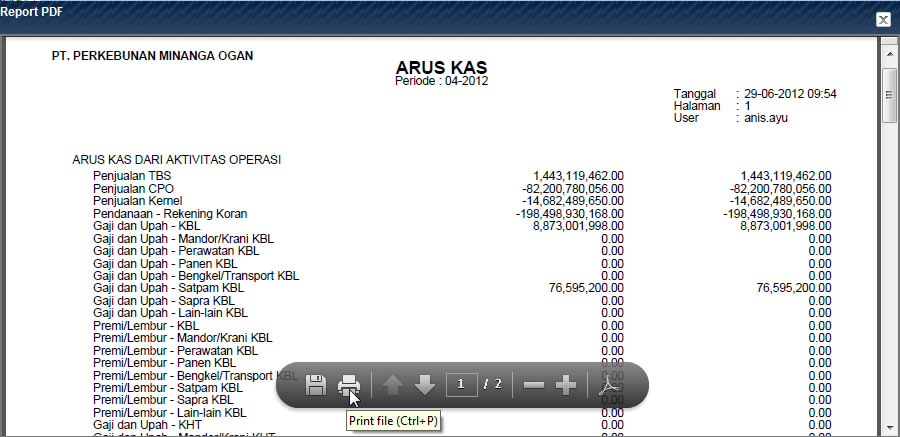 Report PDF
PT. PERKEBUNAN MINANGA OGAN
ARUS KAS
Periode : 04-2012
Tanggal : 29-06-2012 09:54
Halaman : 1
User : anis.ayu
ARUS KAS DARI AKTIVITAS OPERASI
Penjualan TBS 1,443,119,462.00 1,443,119,462.00
Penjualan CPO -82,200,780,056.00 -82,200,780,056.00
Penjualan Kernel -14,682,489,650.00 -14,682,489,650.00
Pendanaan - Rekening Koran -198,498,930,168.00 -198,498,930,168.00
Gaji dan Upah - KBL 8,873,001,998.00 8,873,001,998.00
Gaji dan Upah - Mandor/Krani KBL 0.00 0.00
Gaji dan Upah - Perawatan KBL 0.00 0.00
Gaji dan Upah - Panen KBL 0.00 0.00
Gaji dan Upah - Bengkel/Transport KBL 0.00 0.00
Gaji dan Upah - Satpam KBL 76,595,200.00 76,595,200.00
Gaji dan Upah - Sapra KBL 0.00 0.00
Gaji dan Upah - Lain-lain KBL 0.00 0.00
Premi/Lembur - KBL 0.00 0.00
Premi/Lembur - Mandor/Krani KBL 0.00 0.00
Premi/Lembur - Perawatan KBL 0.00 0.00
Premi/Lembur - Panen KBL 0.00
Premi/Lembur - Bengkel/Transport KBL 0.00
Premi/Lembur - Satpam KBL 0.00
Premi/Lembur - Sapra KBL 0.00
1 / 2
Premi/Lembur - Lain-lain KBL 0.00 0.00
Gaji dan Upah - KHT 0.00 0.00
Print file (Ctrl+P)
Gaji dan Upah - Mandor/Krani KHT 0.00 0.00